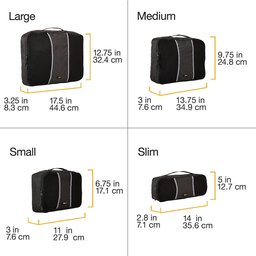 Large
12.75 in
32.4 cm
3.25 in
8.3 cm
17.5 in
44.6 cm
Medium
9.75 in
24.8 cm
3 in
7.6 cm
13.75 in
34.9 cm
Small
6.75 in
17.1 cm
3 in
7.6 cm
11 in
27.9 cm
Slim
5 in
12.7 cm
2.8 in
7.1 cm
14 in
35.6 cm